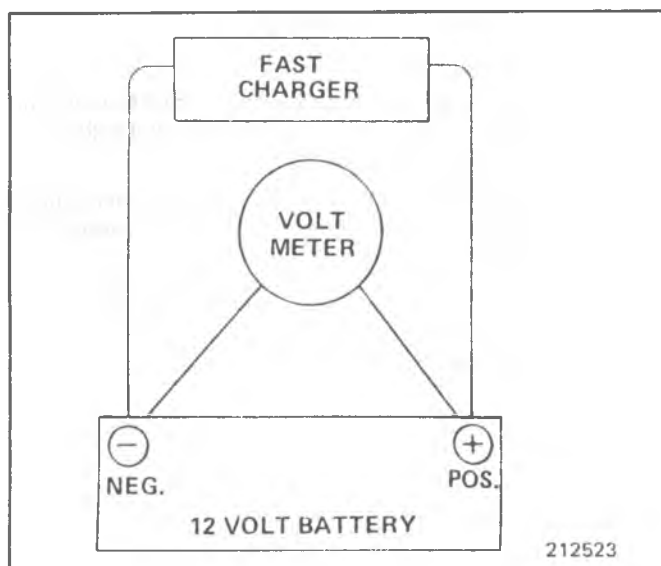 FAST
CHARGER
VOLT
METER
−
+
NEG.
POS.
12 VOLT BATTERY
212523